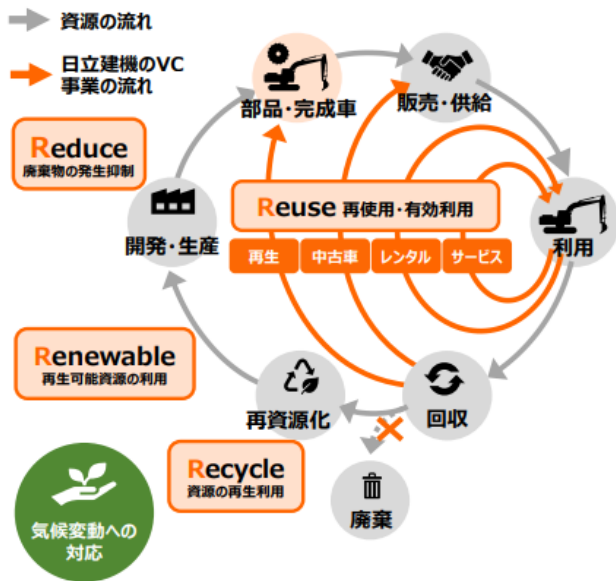 資源の流れ
日立建機のVC
事業の流れ
部品・完成車
販売・供給
Reduce
廃棄物の発生抑制
Reuse 再使用・有効利用
開発・生産
再生
中古車
レンタル
サービス
利用
Renewable
再生可能資源の利用
再資源化
回収
Recycle
資源の再生利用
廃棄
気候変動への
対応